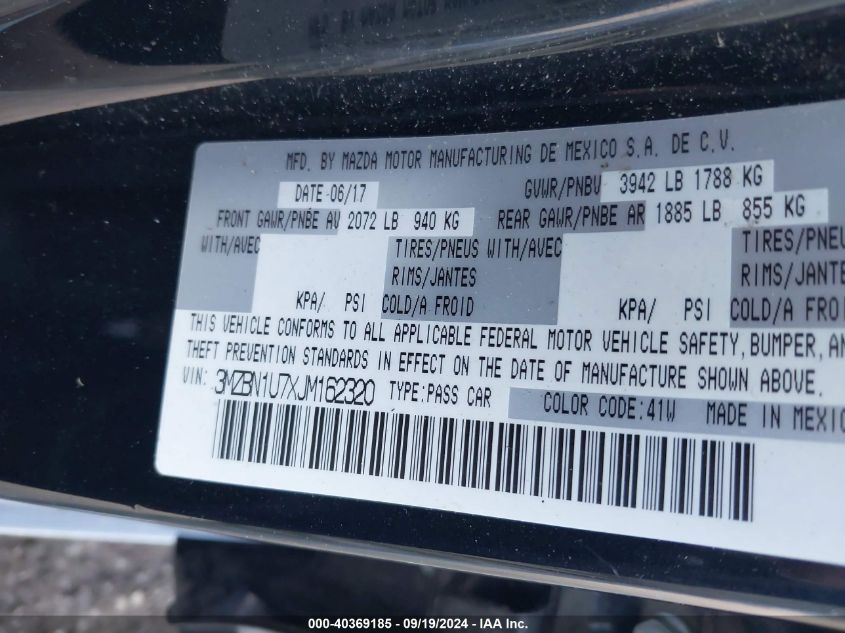 MFD. BY MAZDA MOTOR MANUFACTURING DE MEXICO S.A. DE C.V.
DATE 06/17 GVWR/PNBV 3942 LB 1788 KG
FRONT GAWR/PNBE AV 2072 LB 940 KG REAR GAWR/PNBE AR 1885 LB 855 KG
WITH/AVEC TIRES/PNEUS WITH/AVEC TIRES/PNEU
RIMS/JANTES RIMS/JANTE
KPA/ PSI COLD/A FROID KPA/ PSI COLD/A FROI
THIS VEHICLE CONFORMS TO ALL APPLICABLE FEDERAL MOTOR VEHICLE SAFETY, BUMPER, AN
THEFT PREVENTION STANDARDS IN EFFECT ON THE DATE OF MANUFACTURE SHOWN ABOVE.
VIN: 3MZBN1U7XJM162320 TYPE:PASS CAR COLOR CODE:41W MADE IN MEXIC
000-40369185 - 09/19/2024 - IAA Inc.